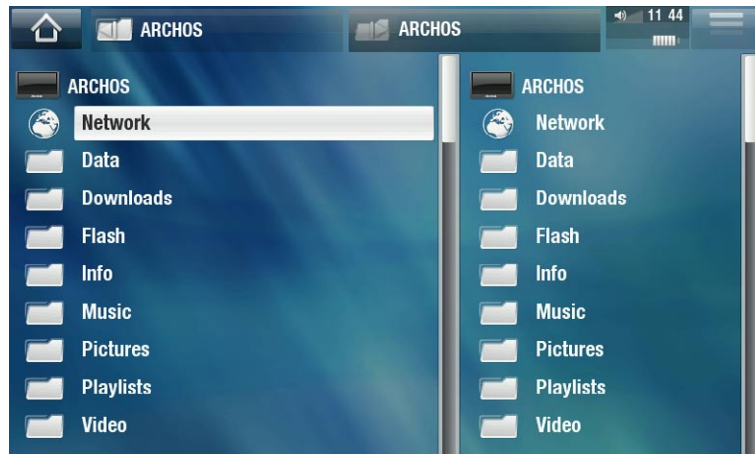 ARCHOS
ARCHOS
11 44
ARCHOS
Network
Data
Downloads
Flash
Info
Music
Pictures
Playlists
Video
ARCHOS
Network
Data
Downloads
Flash
Info
Music
Pictures
Playlists
Video